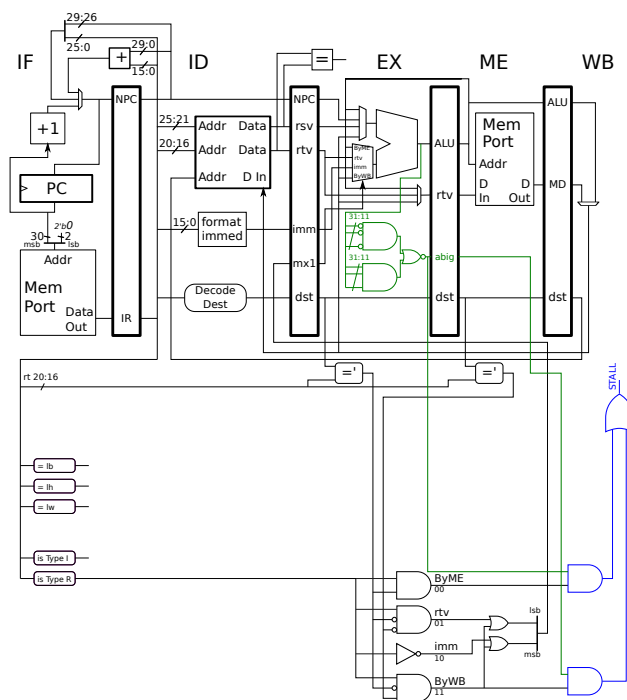 29:26
25:0
29:0
15:0
IF
ID
EX
ME
WB
+
=
NPC
NPC
ALU
+1
25:21
Addr
Data
rsv
20:16
Addr
Data
rtv
Addr
D In
ByME
rtv
imm
ByWB
ALU
Mem
Port
Addr
D
In
D
MD
PC
rtv
15:0
format
immed
imm
31:11
2'b0
30
+2
msb
lsb
Addr
Mem
Port
Data
Out
31:11
mx1
abig
Decode
Dest
dst
dst
dst
IR
rt 20:16
='
='
STALL
= lb
= lh
= lw
is Type I
is Type R
ByME
00
rtv
01
lsb
imm
10
msb
ByWB
11